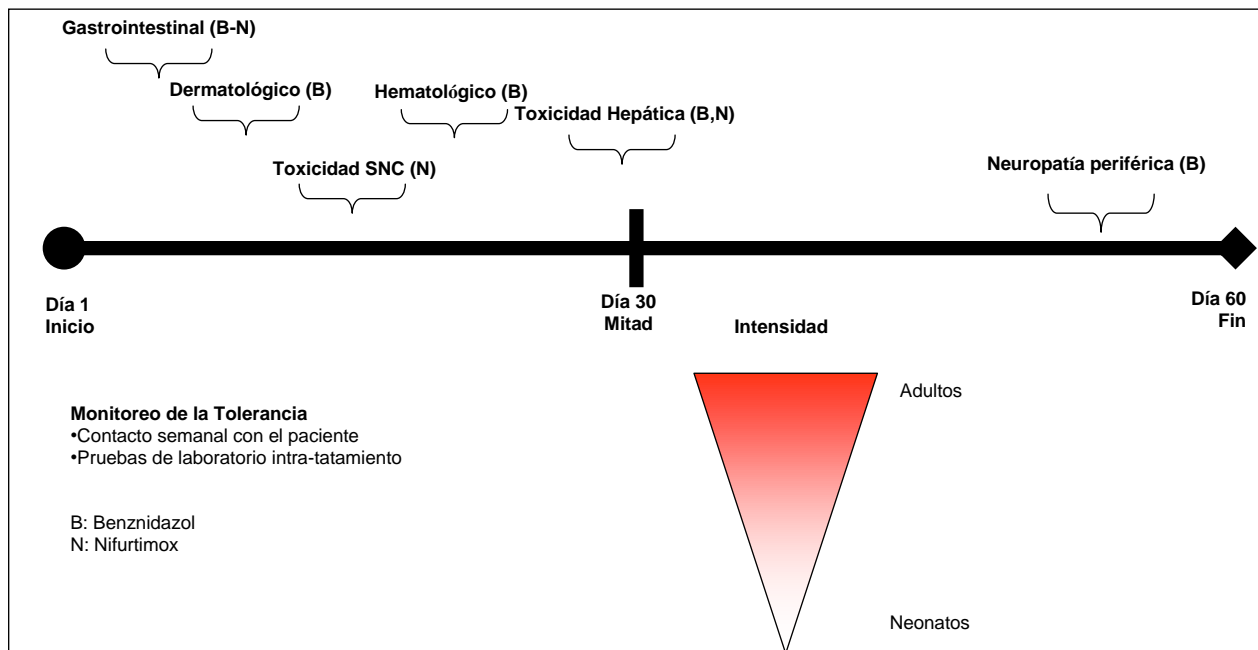 Gastrointestinal (B-N)
Dermatológico (B)
Hematológico (B)
Toxicidad Hepática (B,N)
Toxicidad SNC (N)
Neuropatía periférica (B)
Día 1
Inicio
Día 30
Mitad
Día 60
Fin
Intensidad
Adultos
Monitoreo de la Tolerancia
•Contacto semanal con el paciente
•Pruebas de laboratorio intra-tatamiento
B: Benznidazol
N: Nifurtimox
Neonatos